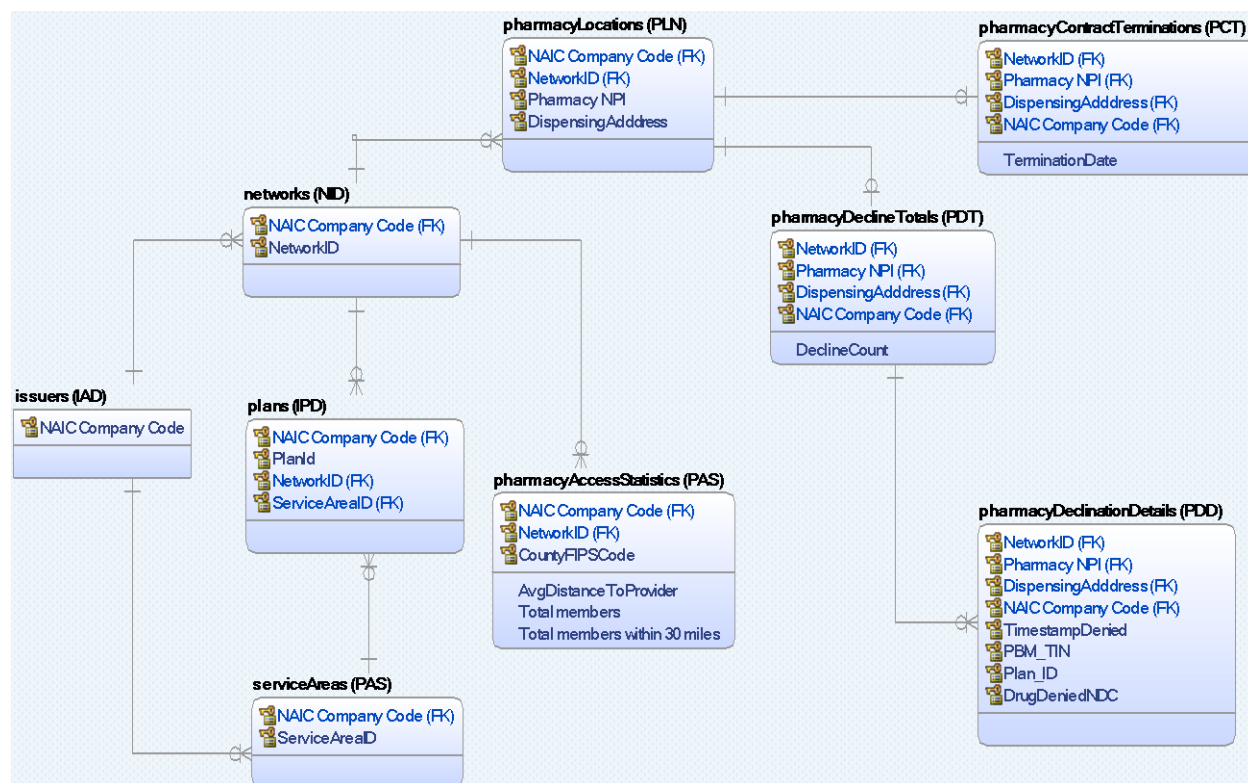 pharmacyLocations (PLN)
NAIC Company Code (FK)
NetworkID (FK)
Pharmacy NPI
DispensingAdddress
pharmacyContractTerminations (PCT)
NetworkID (FK)
Pharmacy NPI (FK)
DispensingAdddress (FK)
NAIC Company Code (FK)
TerminationDate
networks (NID)
NAIC Company Code (FK)
NetworkID
pharmacyDeclineTotals (PDT)
NetworkID (FK)
Pharmacy NPI (FK)
DispensingAdddress (FK)
NAIC Company Code (FK)
DeclineCount
issuers (IAD)
NAIC Company Code
plans (IPD)
NAIC Company Code (FK)
PlanId
NetworkID (FK)
ServiceAreaID (FK)
pharmacyAccessStatistics (PAS)
NAIC Company Code (FK)
NetworkID (FK)
CountyFIPSCode
AvgDistanceToProvider
Total members
Total members within 30 miles
pharmacyDeclinationDetails (PDD)
NetworkID (FK)
Pharmacy NPI (FK)
DispensingAdddress (FK)
NAIC Company Code (FK)
TimestampDenied
PBM_TIN
Plan_ID
DrugDeniedNDC
serviceAreas (PAS)
NAIC Company Code (FK)
ServiceAreaID